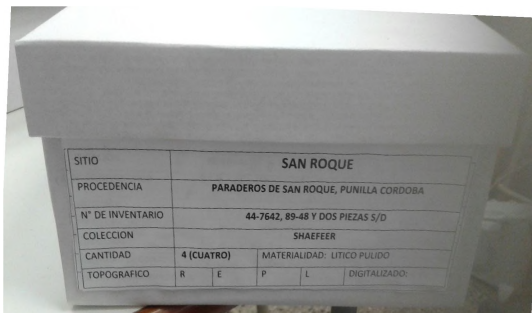 SITIO SAN ROQUE
PROCEDENCIA PARADEROS DE SAN ROQUE, PUNILLA CORDOBA
N° DE INVENTARIO 44-7642, 89-48 Y DOS PIEZAS S/D
COLECCION SHAEFEER
CANTIDAD 4 (CUATRO) MATERIALIDAD: LITICO PULIDO
TOPOGRAFICO R E P L DIGITALIZADO: